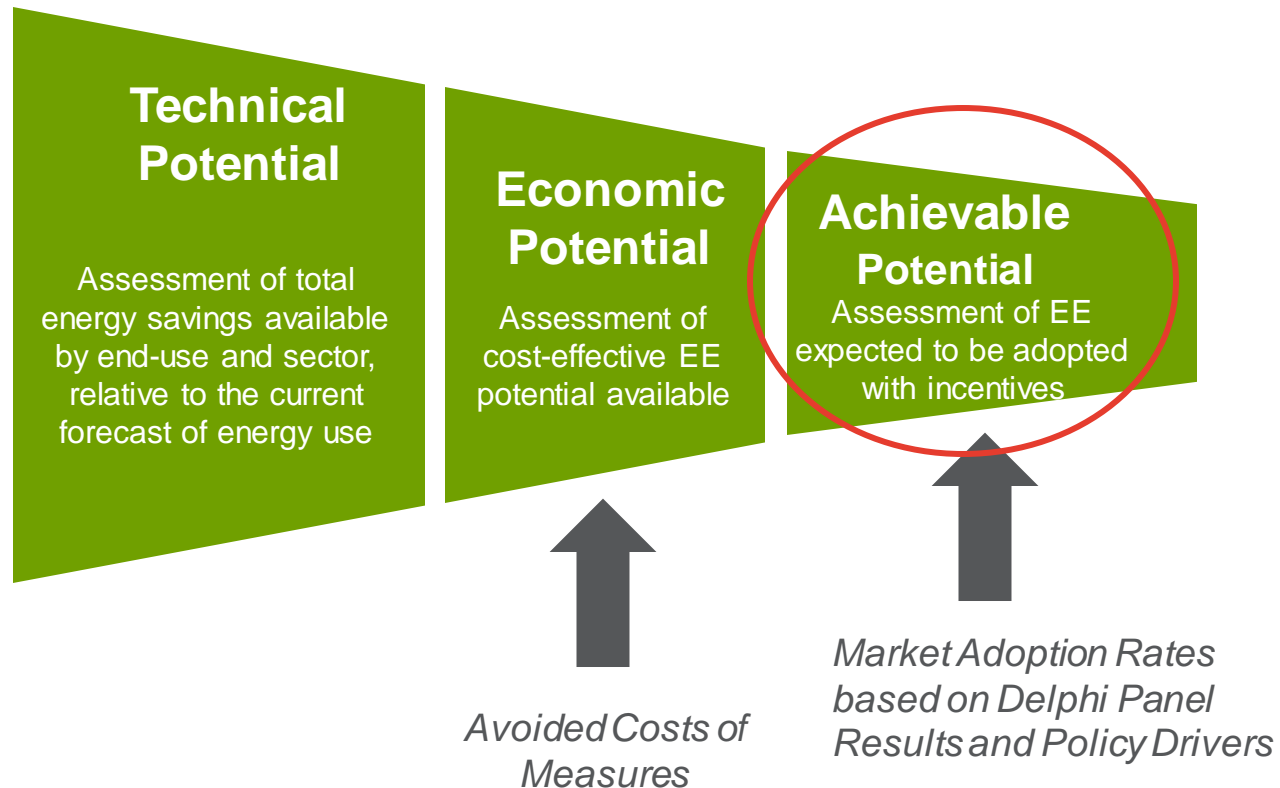 Technical
Potential
Assessment of total
energy savings available
by end-use and sector,
relative to the current
forecast of energy use
Economic
Potential
Assessment of
cost-effective EE
potential available
Achievable
Potential
Assessment of EE
expected to be adopted
with incentives
Avoided Costs of
Measures
Market Adoption Rates
based on Delphi Panel
Results and Policy Drivers